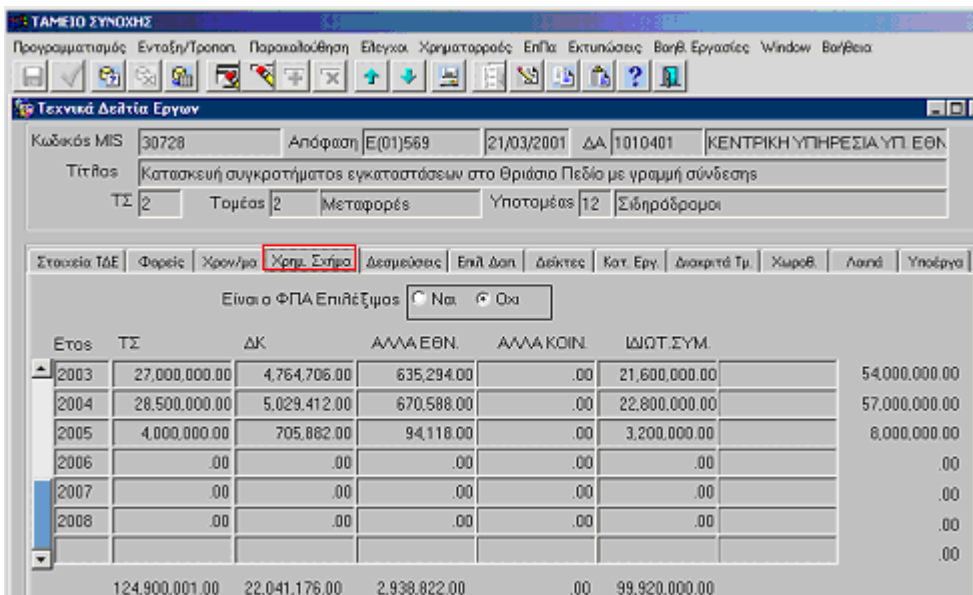 ΤΑΜΕΙΟ ΣΥΝΟΧΗΣ
Προγραμματισμός Ενταξη/Τροποπ. Παρακολούθηση Ελεγχοι Χρηματορροές ΕπΠα Εκτυπώσεις Βοηθ. Εργασίες Window Βοήθεια
Τεχνικά Δελτία Εργων
Κωδικός MIS 30728 Απόφαση Ε(01)569 21/03/2001 ΔΑ 1010401 ΚΕΝΤΡΙΚΗ ΥΠΗΡΕΣΙΑ ΥΠ. ΕΘΝ
Τίτλος Κατασκευή συγκροτήματος εγκαταστάσεων στο Θριάσιο Πεδίο με γραμμή σύνδεσης
ΤΣ 2 Τομέας 2 Μεταφορές Υποτομέας 12 Σιδηρόδρομοι
Στοιχεία ΤΔΕ Φορείς Χρον/μα Χρημ. Σχήμα Δεσμεύσεις Επιλ. Δαπ. Δείκτες Κατ. Εργ. Διακριτά Τμ. Χωροθ. Λοιπά Υποέργα
Είναι ο ΦΠΑ Επιλέξιμος Ναι Οχι
Ετος ΤΣ ΔΚ ΑΛΛΑ ΕΘΝ. ΑΛΛΑ ΚΟΙΝ. ΙΔΙΩΤ.ΣΥΜ.
2003 27,000,000.00 4,764,706.00 635,294.00 .00 21,600,000.00 54,000,000.00
2004 28,500,000.00 5,029,412.00 670,588.00 .00 22,800,000.00 57,000,000.00
2005 4,000,000.00 705,882.00 94,118.00 .00 3,200,000.00 8,000,000.00
2006 .00 .00 .00 .00 .00 .00
2007 .00 .00 .00 .00 .00 .00
2008 .00 .00 .00 .00 .00 .00
.00
124,900,001.00 22,041,176.00 2,938,822.00 .00 99,920,000.00